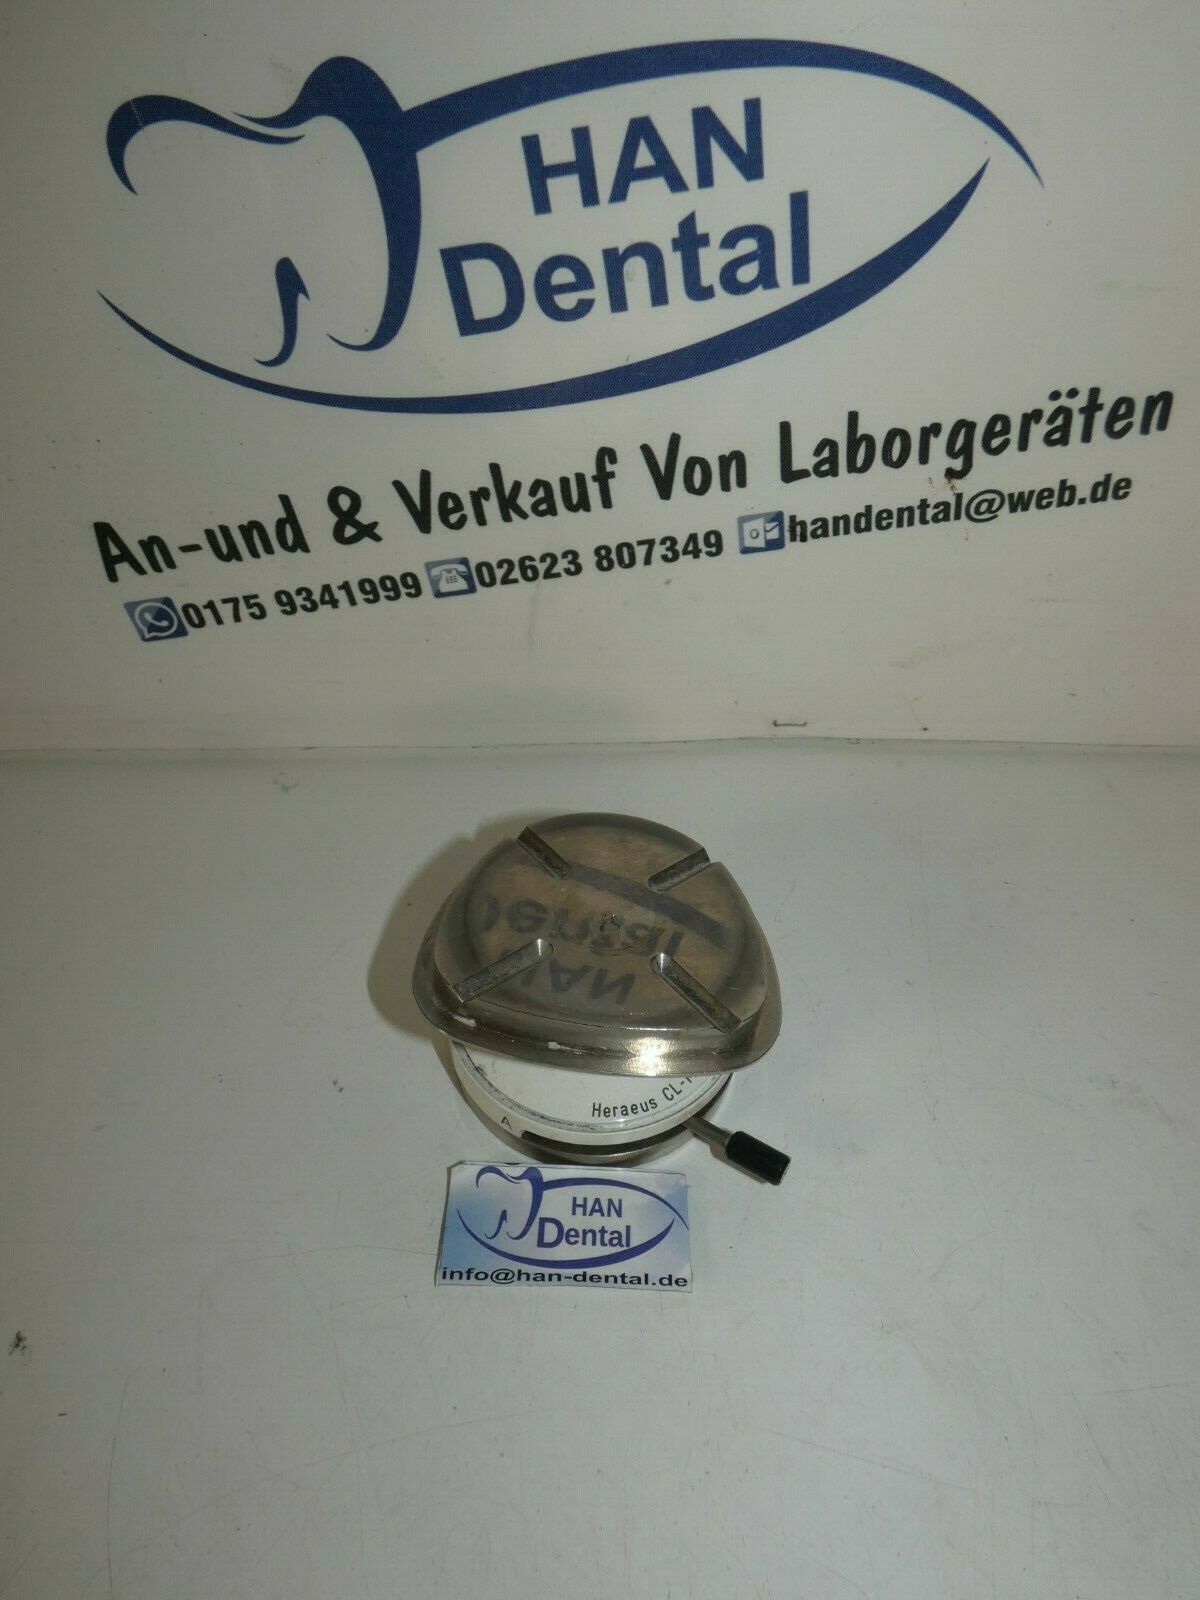 HAN
Dental
An-und & Verkauf Von Laborgeräten
0175 9341999 02623 807349 handental@web.de
Heraeus
A
HAN
Dental
info@han-dental.de